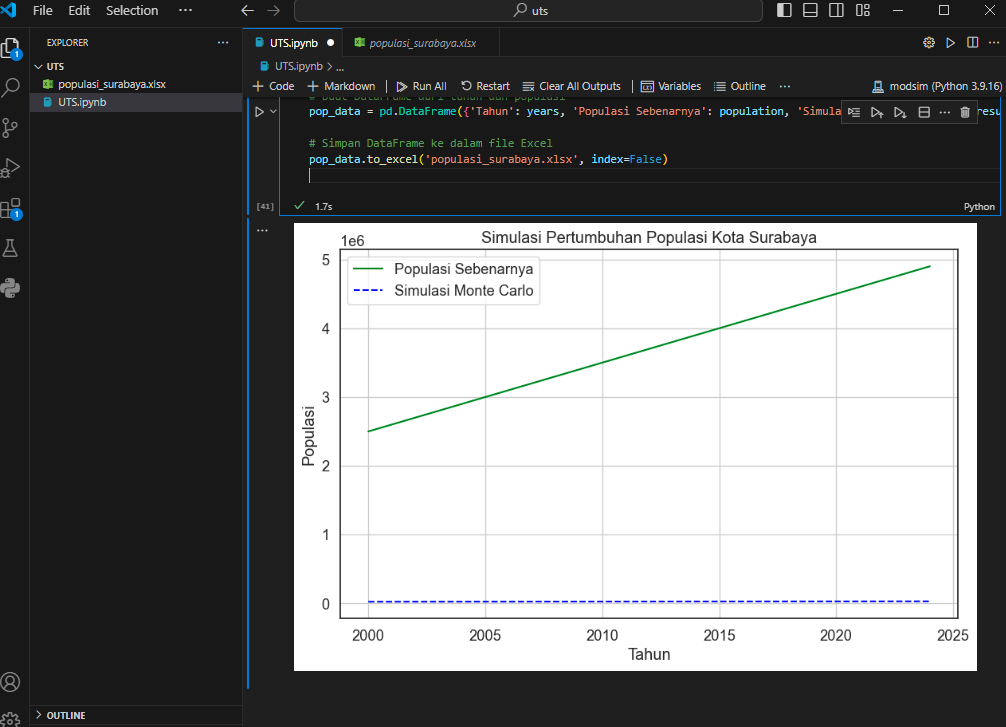 File Edit Selection ··· uts
EXPLORER ···
UTS
populasi_surabaya.xlsx
UTS.ipynb
UTS.ipynb populasi_surabaya.xlsx
UTS.ipynb > ...
+ Code + Markdown Run All Restart Clear All Outputs Variables Outline ··· modsim (Python 3.9.16)
# Buat DataFrame dari tahun dan populasi
pop_data = pd.DataFrame({'Tahun': years, 'Populasi Sebenarnya': population, 'Simula resu
# Simpan DataFrame ke dalam file Excel
pop_data.to_excel('populasi_surabaya.xlsx', index=False)
[41] 1.7s Python
Simulasi Pertumbuhan Populasi Kota Surabaya
1e6
Populasi Sebenarnya
Simulasi Monte Carlo
5
4
3
2
1
0
Populasi
2000 2005 2010 2015 2020 2025
Tahun
1
1
OUTLINE